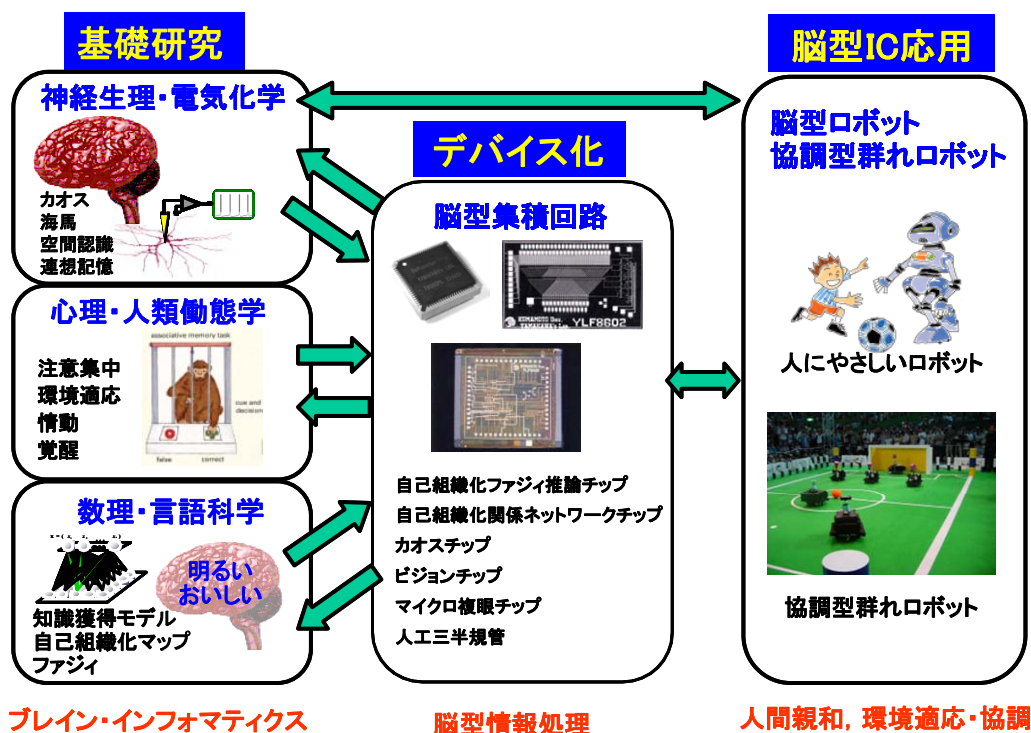 基礎研究
神経生理・電気化学
カオス
海馬
空間認識
連想記憶
心理・人類働態学
associative memory task
注意集中
環境適応
情動
覚醒
cue and
decision
false correct
数理・言語科学
明るい
おいしい
知識獲得モデル
自己組織化マップ
ファジィ
ブレイン・インフォマティクス
デバイス化
脳型集積回路
YLF8602
自己組織化ファジィ推論チップ
自己組織化関係ネットワークチップ
カオスチップ
ビジョンチップ
マイクロ複眼チップ
人工三半規管
脳型情報処理
脳型IC応用
脳型ロボット
協調型群れロボット
人にやさしいロボット
協調型群れロボット
人間親和，環境適応・協調